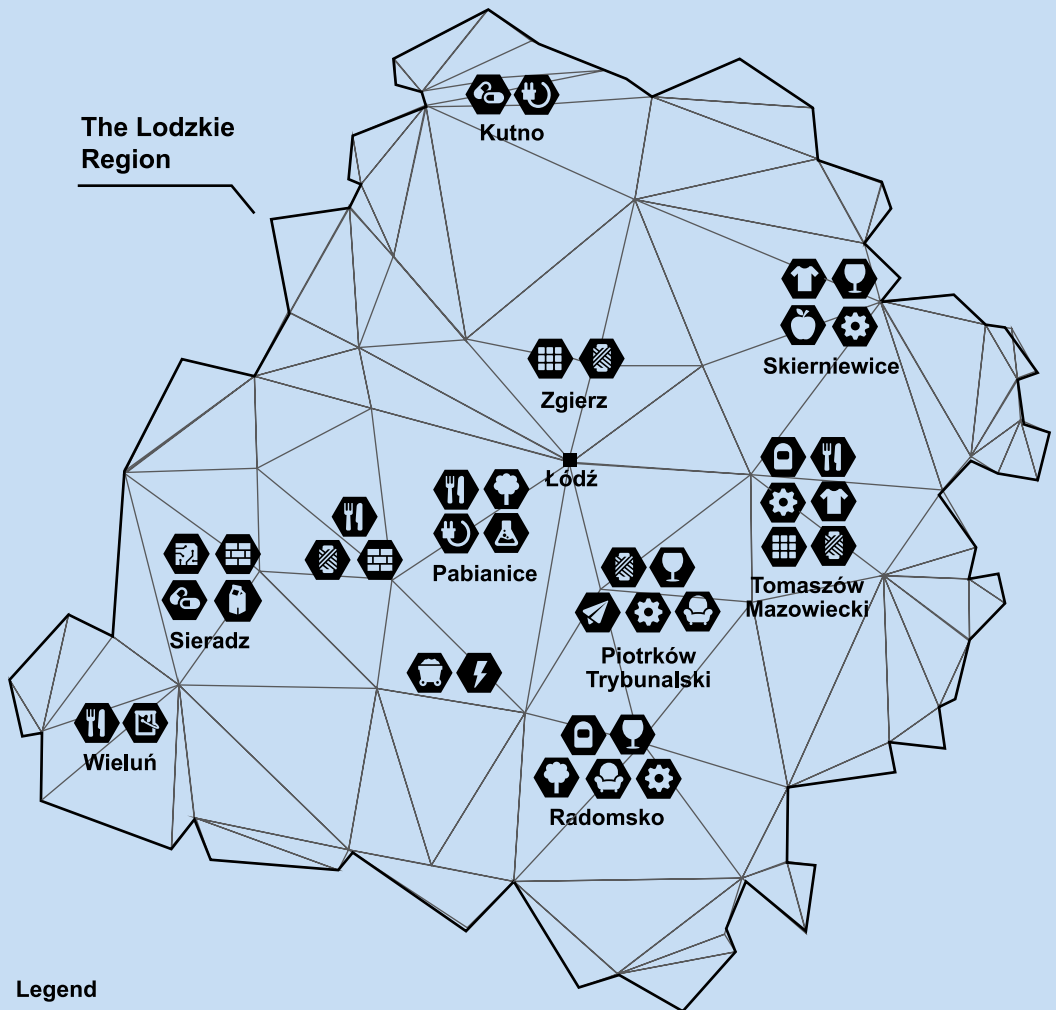 The Lodzkie
Region
Kutno
Skierniewice
Zgierz
Łódź
Pabianice
Tomaszów
Mazowiecki
Sieradz
Piotrków
Trybunalski
Wieluń
Radomsko
Legend